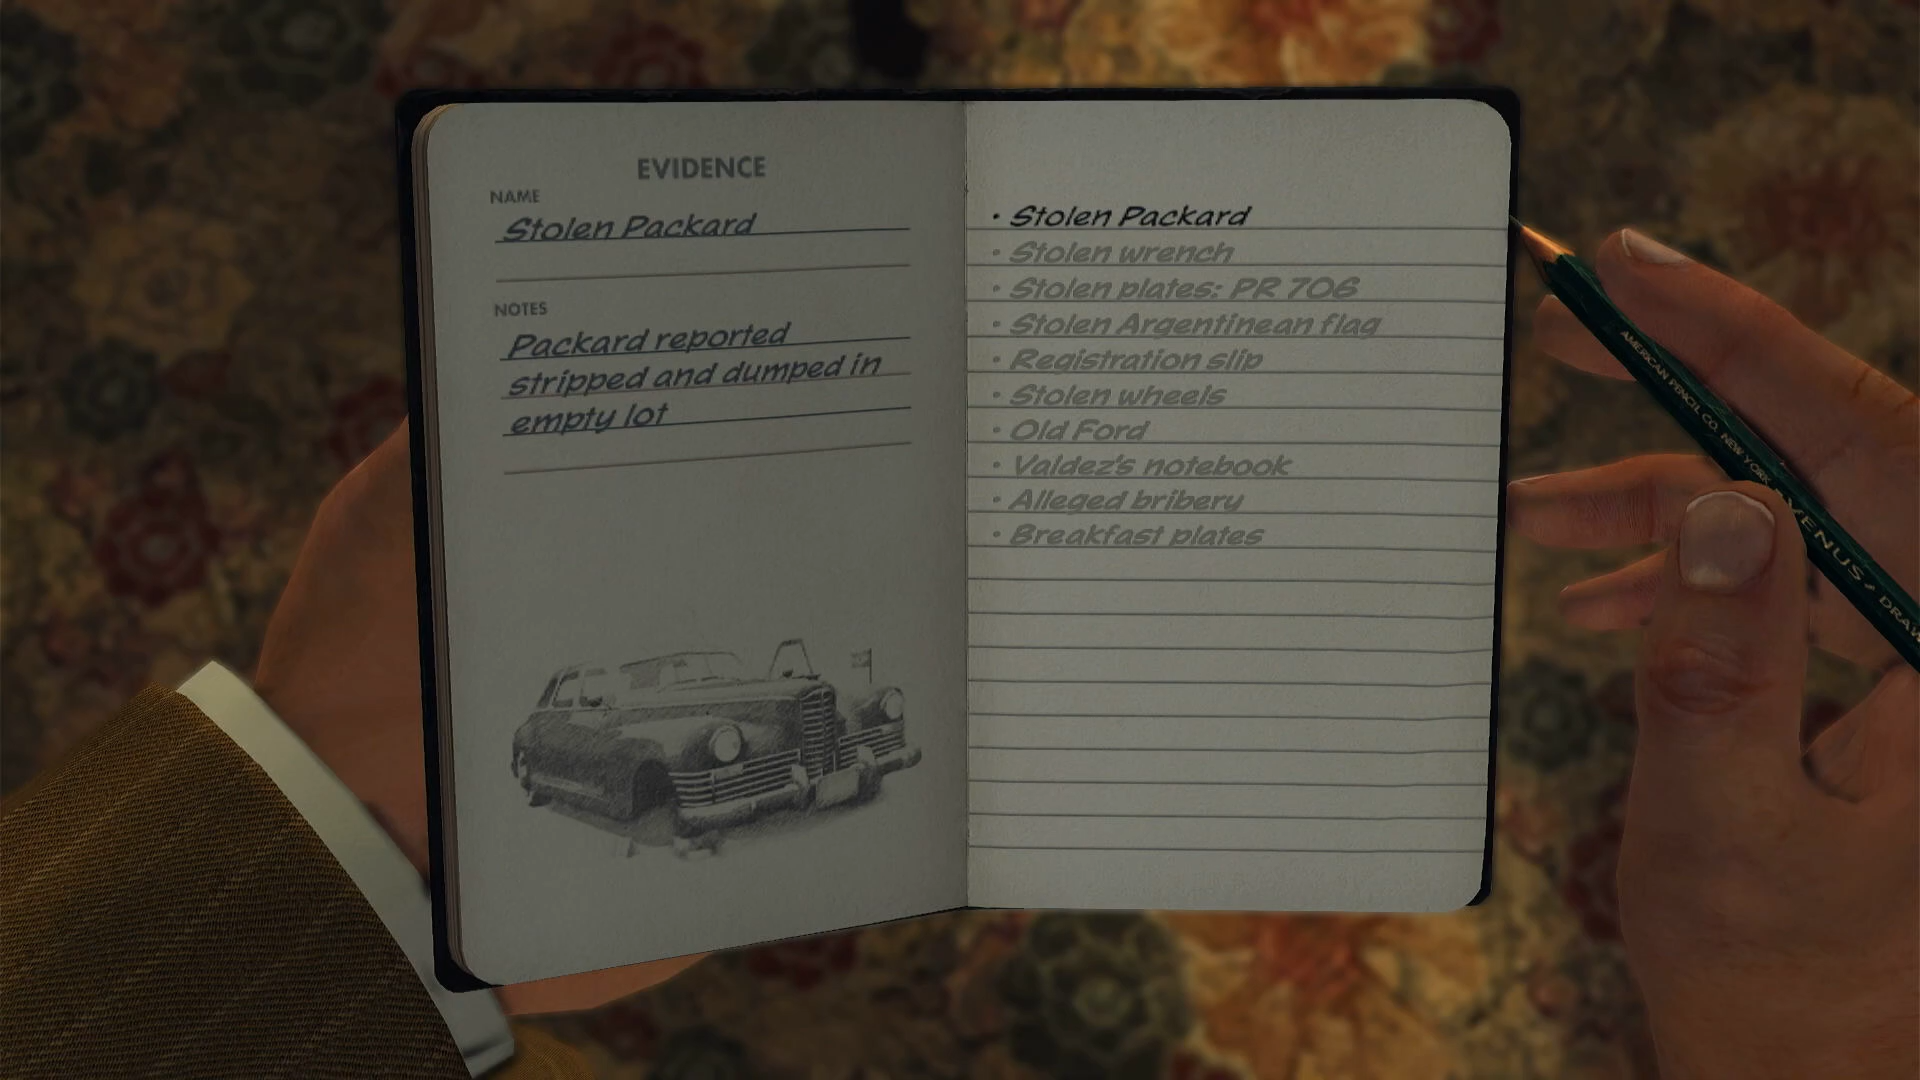 EVIDENCE
NAME
Stolen Packard
NOTES
Packard reported
stripped and dumped in
empty lot
• Stolen Packard
• Stolen wrench
• Stolen plates: PR 706
• Stolen Argentinean flag
• Registration slip
• Stolen wheels
• Old Ford
• Valdez's notebook
• Alleged bribery
• Breakfast plates
AMERICAN PENCIL CO. NEW YORK VENUS DRAW